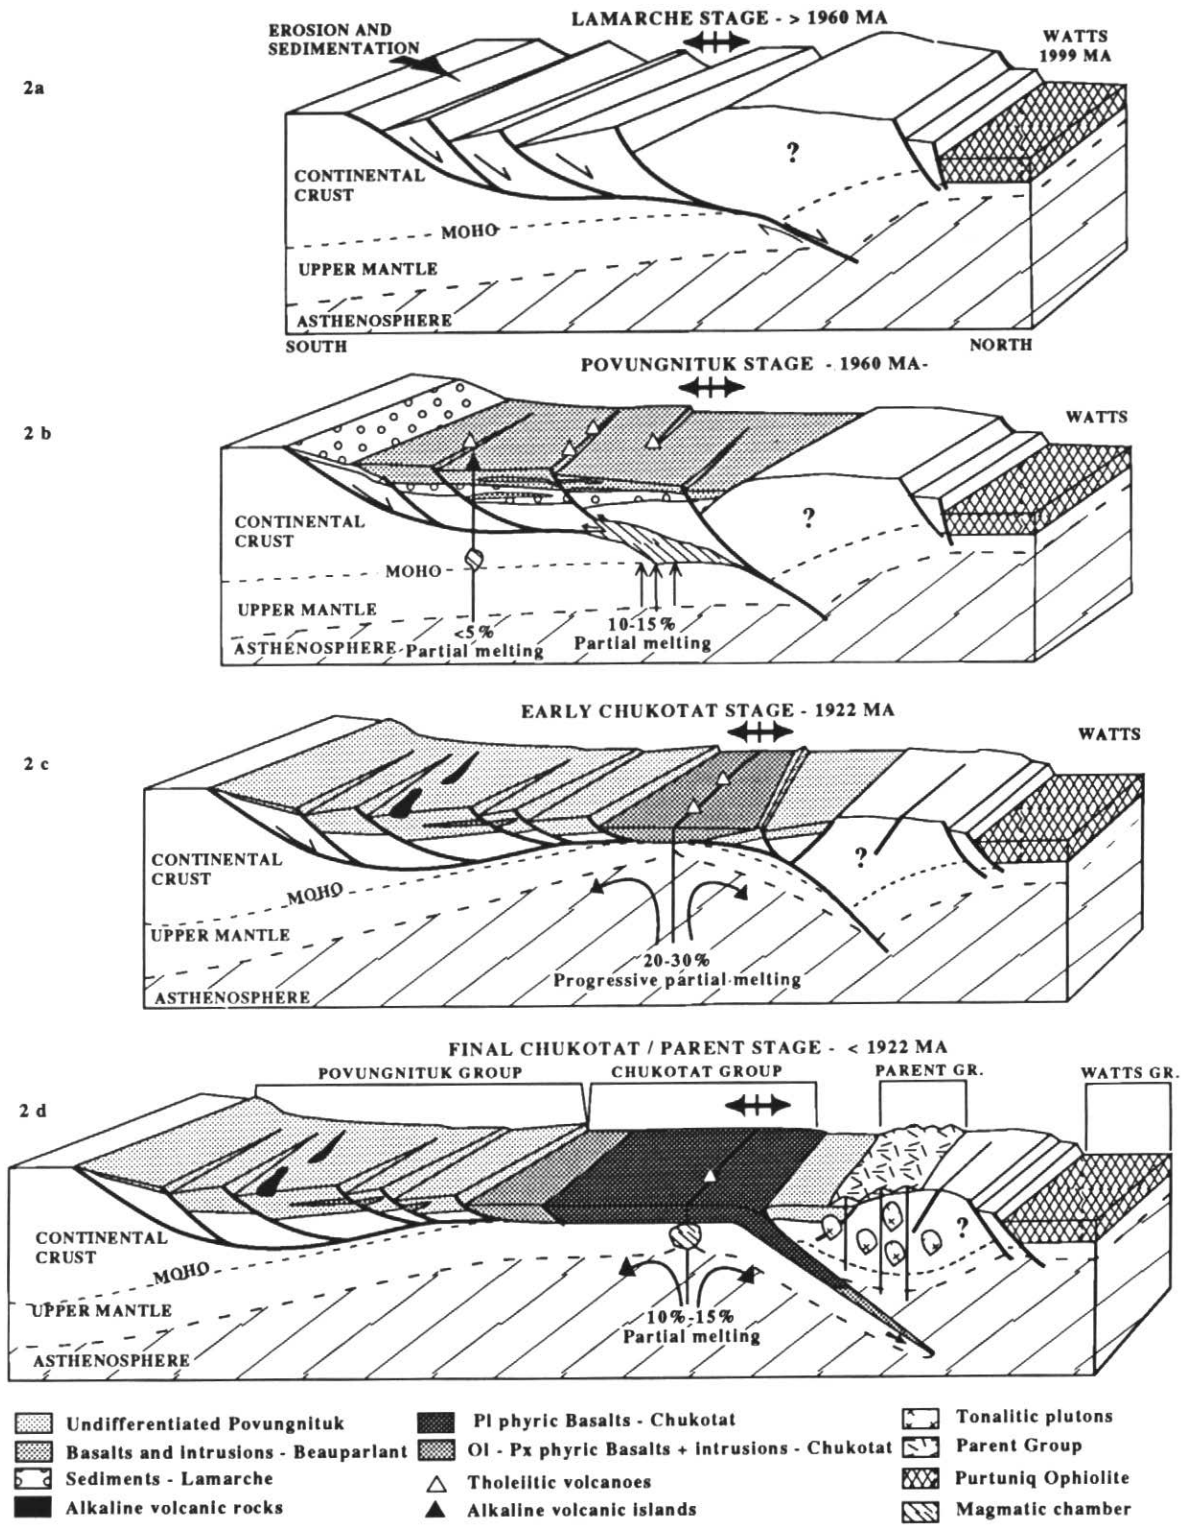 LAMARCHE STAGE - > 1960 MA
EROSION AND
SEDIMENTATION
WATTS
1999 MA
2a
?
CONTINENTAL
CRUST
MOHO
UPPER MANTLE
ASTHENOSPHERE
SOUTH
NORTH
POVUNGNITUK STAGE - 1960 MA-
WATTS
2 b
?
CONTINENTAL
CRUST
MOHO
UPPER MANTLE
ASTHENOSPHERE
<5%
Partial melting
10-15%
Partial melting
EARLY CHUKOTAT STAGE - 1922 MA
WATTS
2 c
?
CONTINENTAL
CRUST
MOHO
UPPER MANTLE
ASTHENOSPHERE
20-30%
Progressive partial melting
FINAL CHUKOTAT / PARENT STAGE - < 1922 MA
POVUNGNITUK GROUP
CHUKOTAT GROUP
PARENT GR.
WATTS GR.
2 d
?
CONTINENTAL
CRUST
MOHO
UPPER MANTLE
ASTHENOSPHERE
10%-15%
Partial melting
Undifferentiated Povungnituk
Basalts and intrusions - Beauparlant
Sediments - Lamarche
Alkaline volcanic rocks
Pl phyric Basalts - Chukotat
Ol - Px phyric Basalts + intrusions - Chukotat
Tholeiitic volcanoes
Alkaline volcanic islands
Tonalitic plutons
Parent Group
Purtuniq Ophiolite
Magmatic chamber